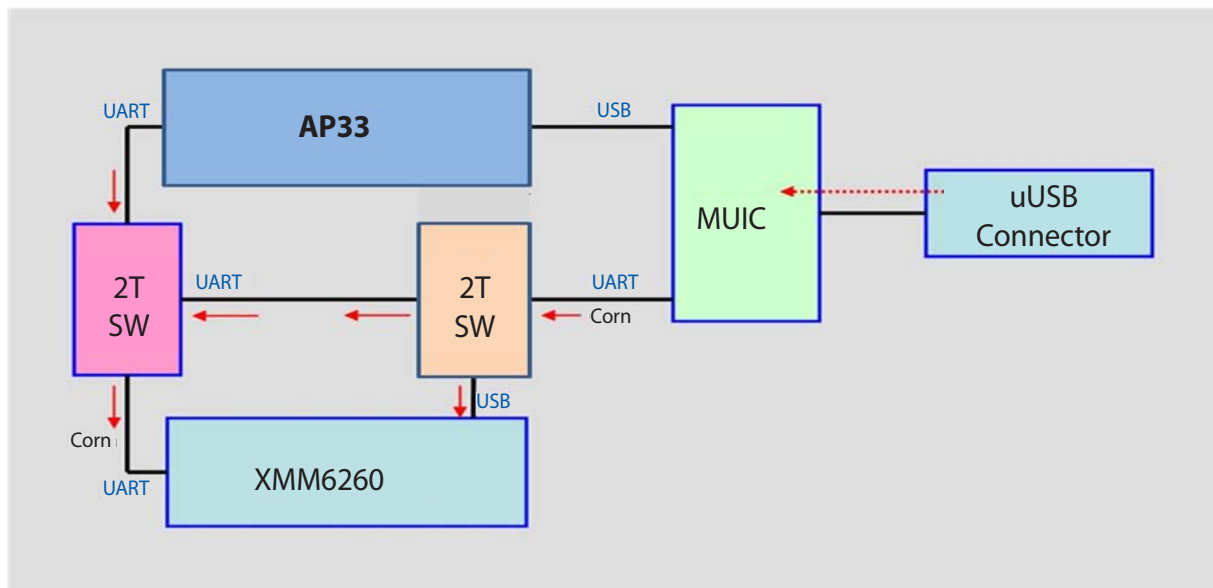 UART
AP33
USB
MUIC
uUSB
Connector
2T
SW
UART
2T
SW
UART
Corn
USB
Corn
UART
XMM6260